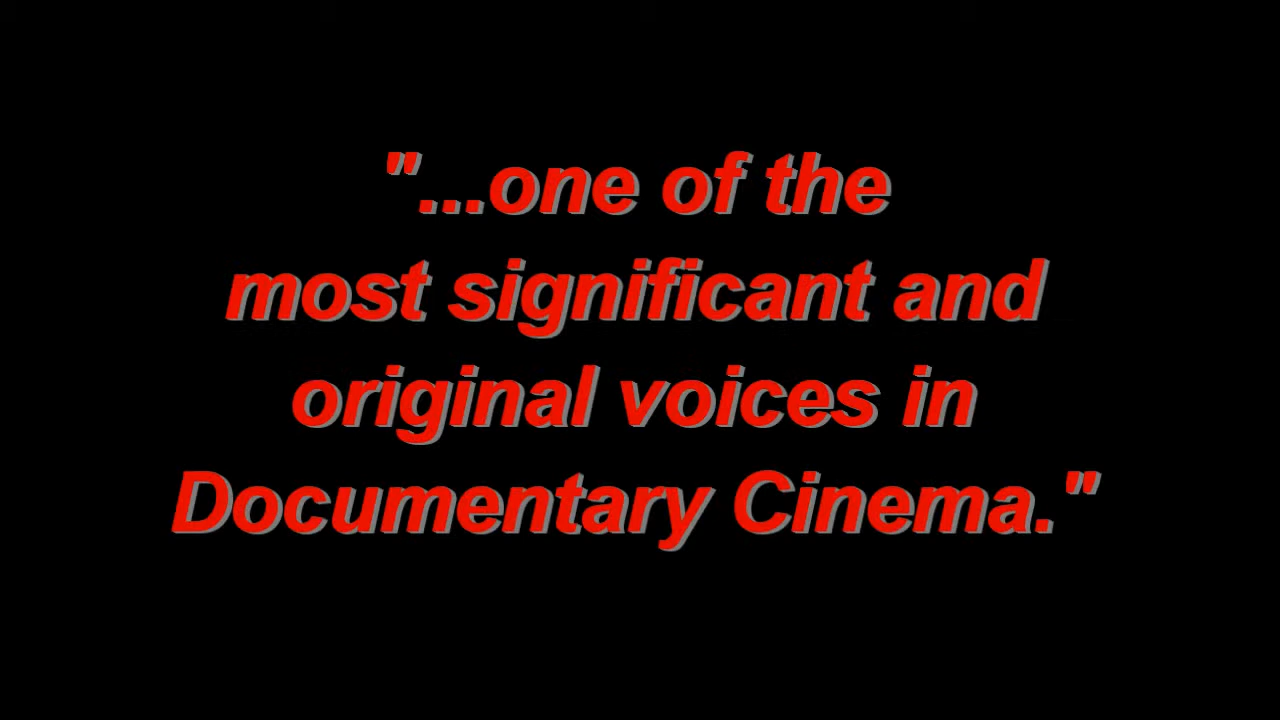 "...one of the
most significant and
original voices in
Documentary Cinema."